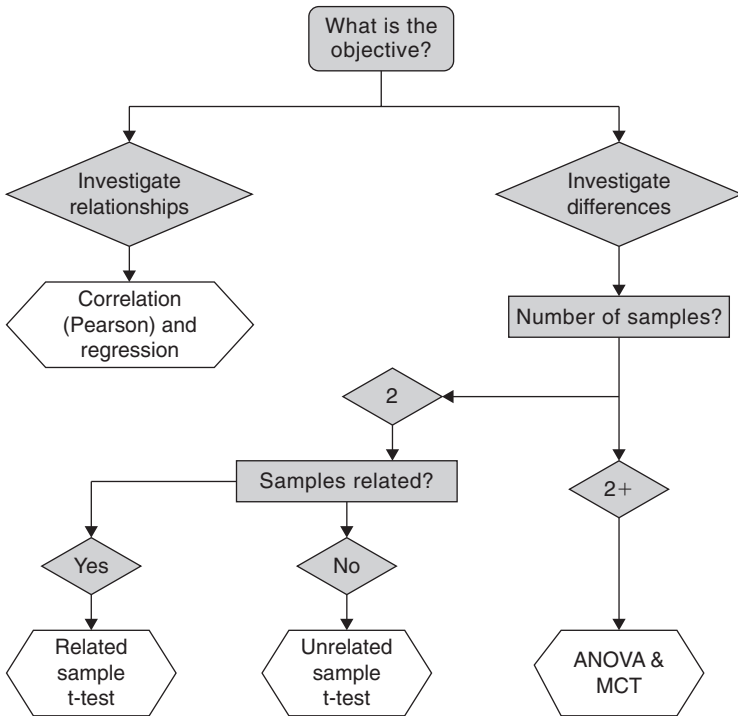 What is the
objective?
Investigate
relationships
Investigate
differences
Correlation
(Pearson) and
regression
Number of samples?
2
Samples related?
2+
Yes
No
Related
sample
t-test
Unrelated
sample
t-test
ANOVA &
MCT